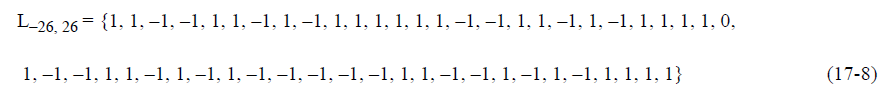 L–26, 26 = {1, 1, –1, –1, 1, 1, –1, 1, –1, 1, 1, 1, 1, 1, 1, –1, –1, 1, 1, –1, 1, –1, 1, 1, 1, 1, 0,
1, –1, –1, 1, 1, –1, 1, –1, 1, –1, –1, –1, –1, –1, 1, 1, –1, –1, 1, –1, 1, –1, 1, 1, 1, 1} (17-8)